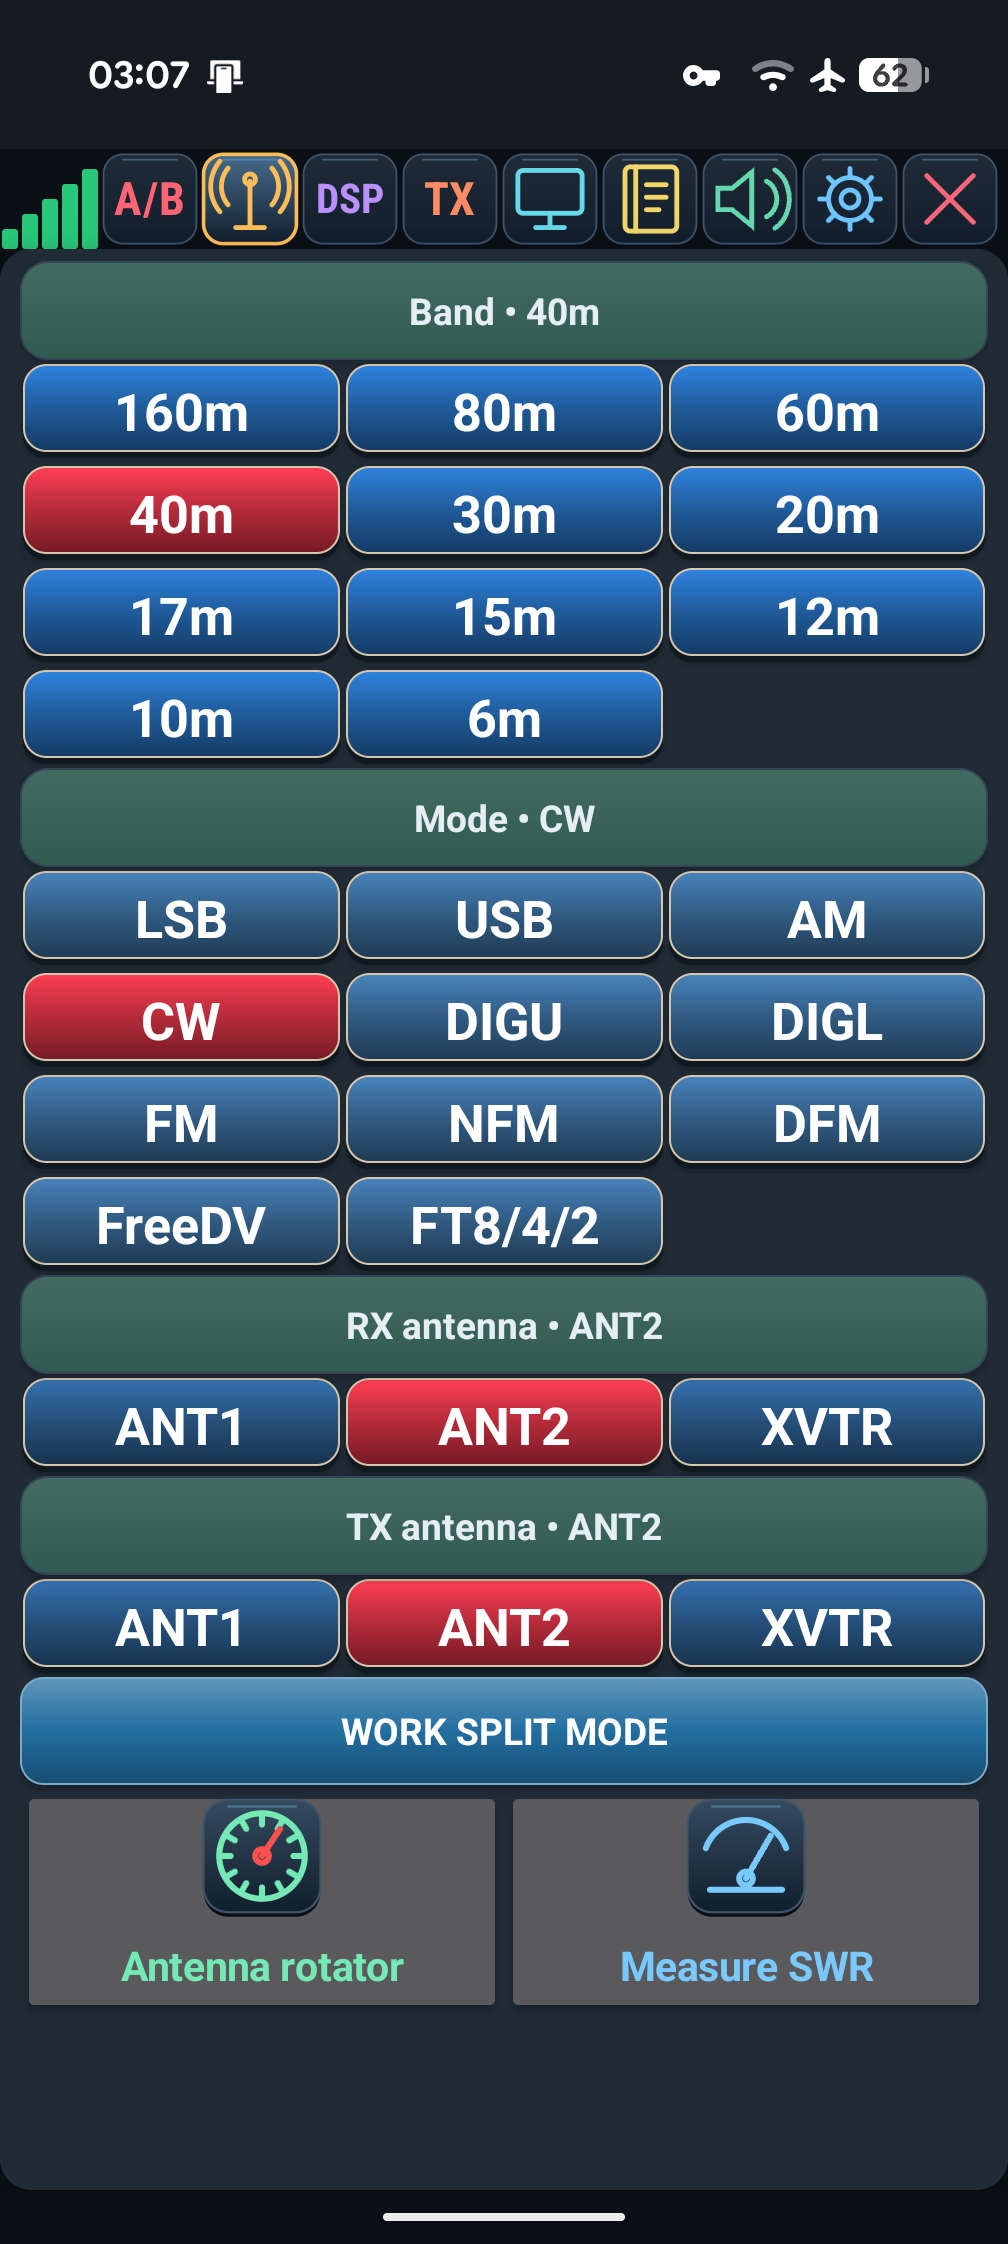 03:07 62
A/B DSP TX
Band • 40m
160m 80m 60m
40m 30m 20m
17m 15m 12m
10m 6m
Mode • CW
LSB USB AM
CW DIGU DIGL
FM NFM DFM
FreeDV FT8/4/2
RX antenna • ANT2
ANT1 ANT2 XVTR
TX antenna • ANT2
ANT1 ANT2 XVTR
WORK SPLIT MODE
Antenna rotator Measure SWR